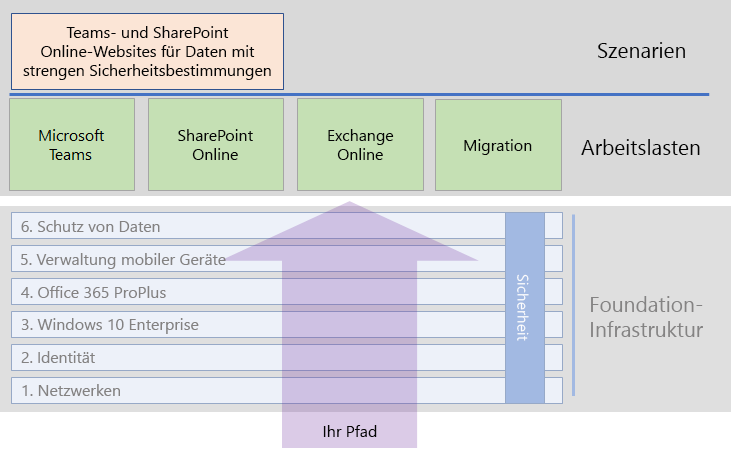 Teams- und SharePoint
Online-Websites für Daten mit
strengen Sicherheitsbestimmungen
Szenarien
Microsoft
Teams
SharePoint
Online
Exchange
Online
Migration
Arbeitslasten
6. Schutz von Daten
5. Verwaltung mobiler Geräte
4. Office 365 ProPlus
3. Windows 10 Enterprise
2. Identität
1. Netzwerken
Sicherheit
Foundation-
Infrastruktur
Ihr Pfad